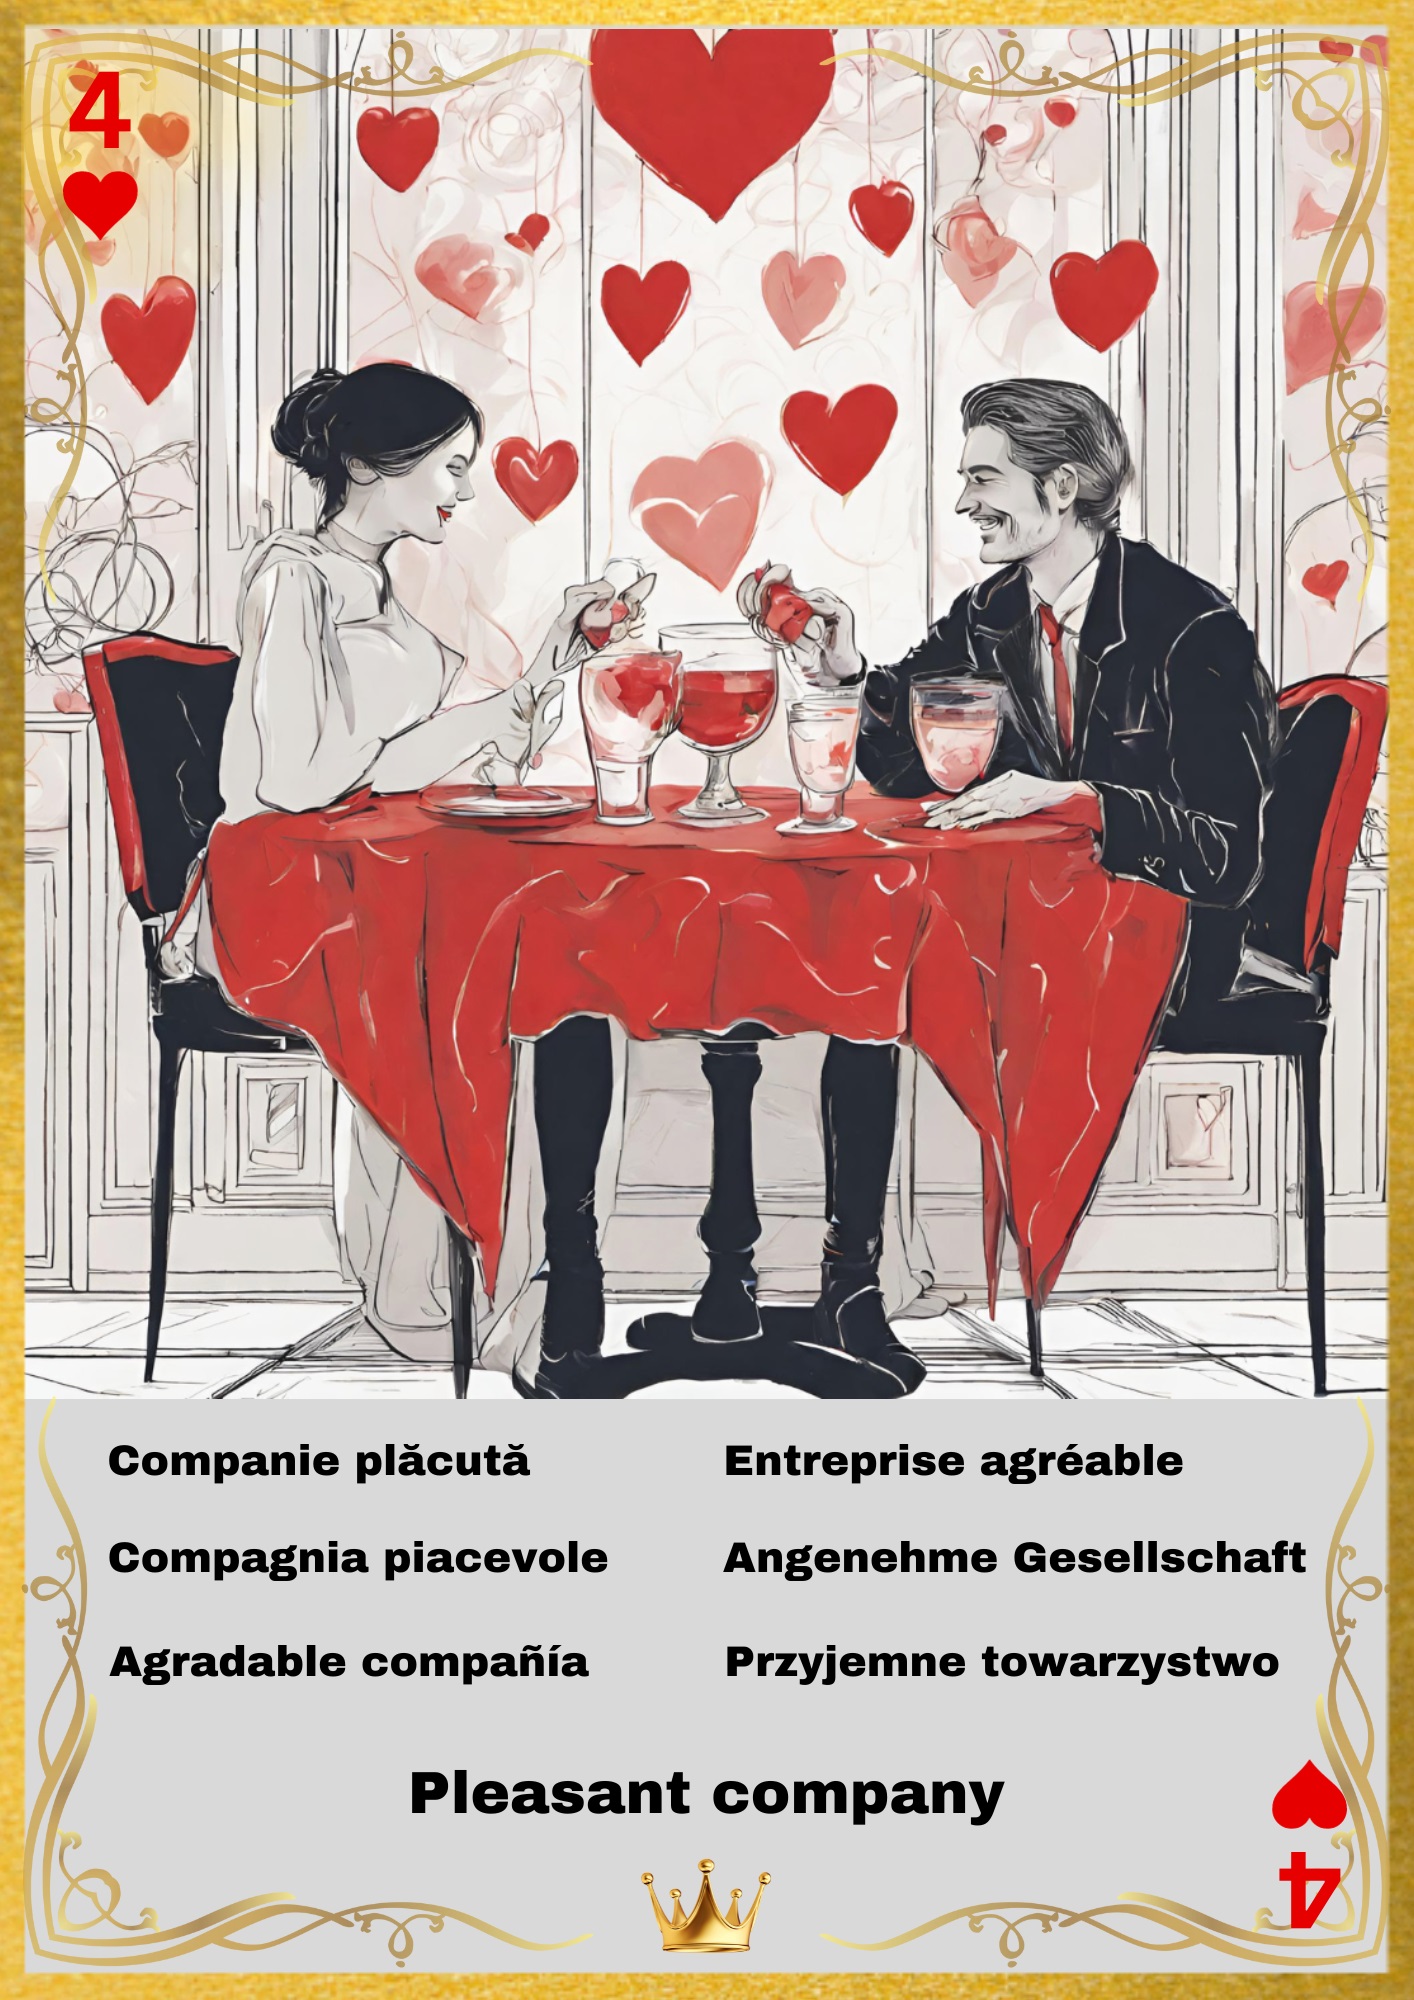 4
Companie plăcută
Entreprise agréable
Compagnia piacevole
Angenehme Gesellschaft
Agradable compañía
Przyjemne towarzystwo
Pleasant company
4